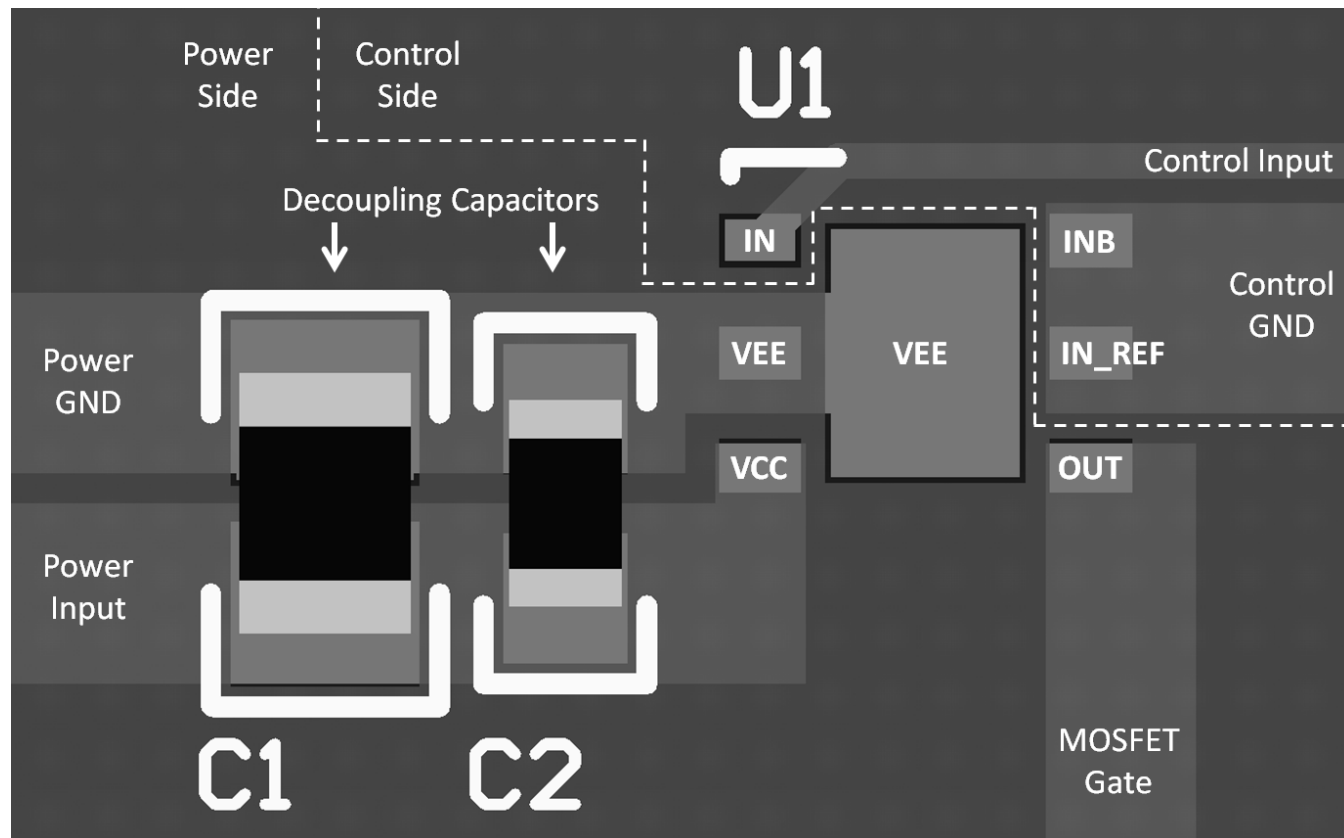 Power
Side
Control
Side
U1
Control Input
Decoupling Capacitors
IN
INB
Control
GND
Power
GND
VEE
VEE
IN_REF
VCC
OUT
Power
Input
MOSFET
Gate
C1
C2